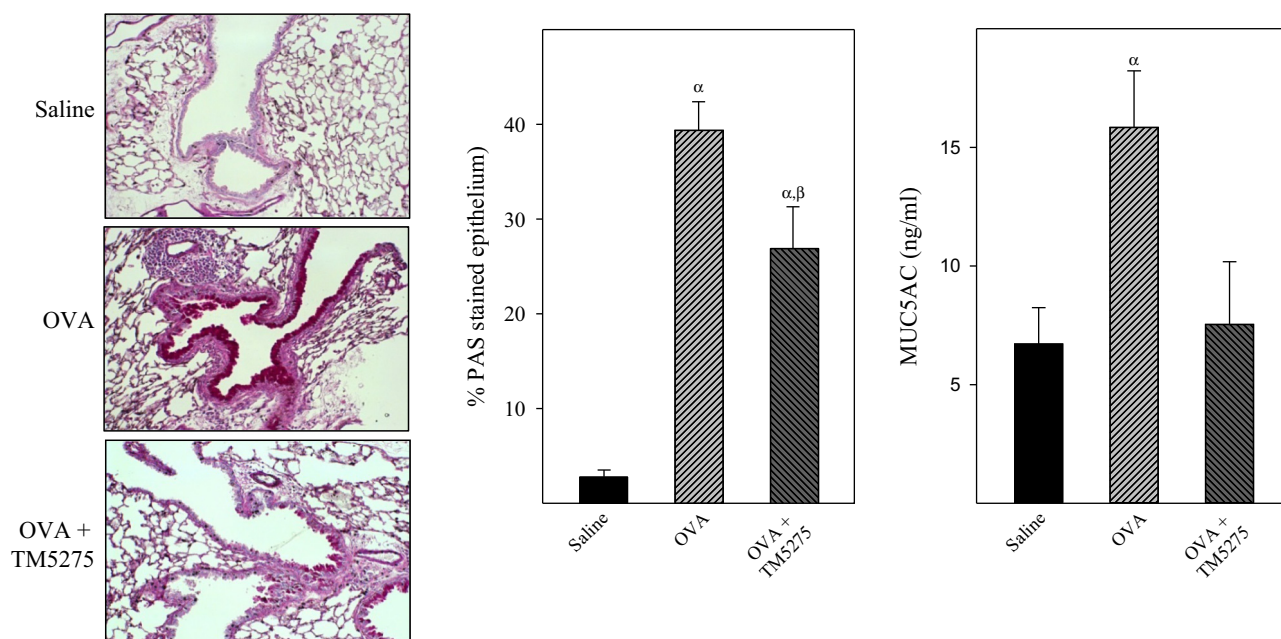 Saline
OVA
OVA +
TM5275
% PAS stained epithelium)
40
30
20
10
α
α,β
Saline
OVA
OVA +
TM5275
MUC5AC (ng/ml)
15
10
5
α
Saline
OVA
OVA +
TM5275